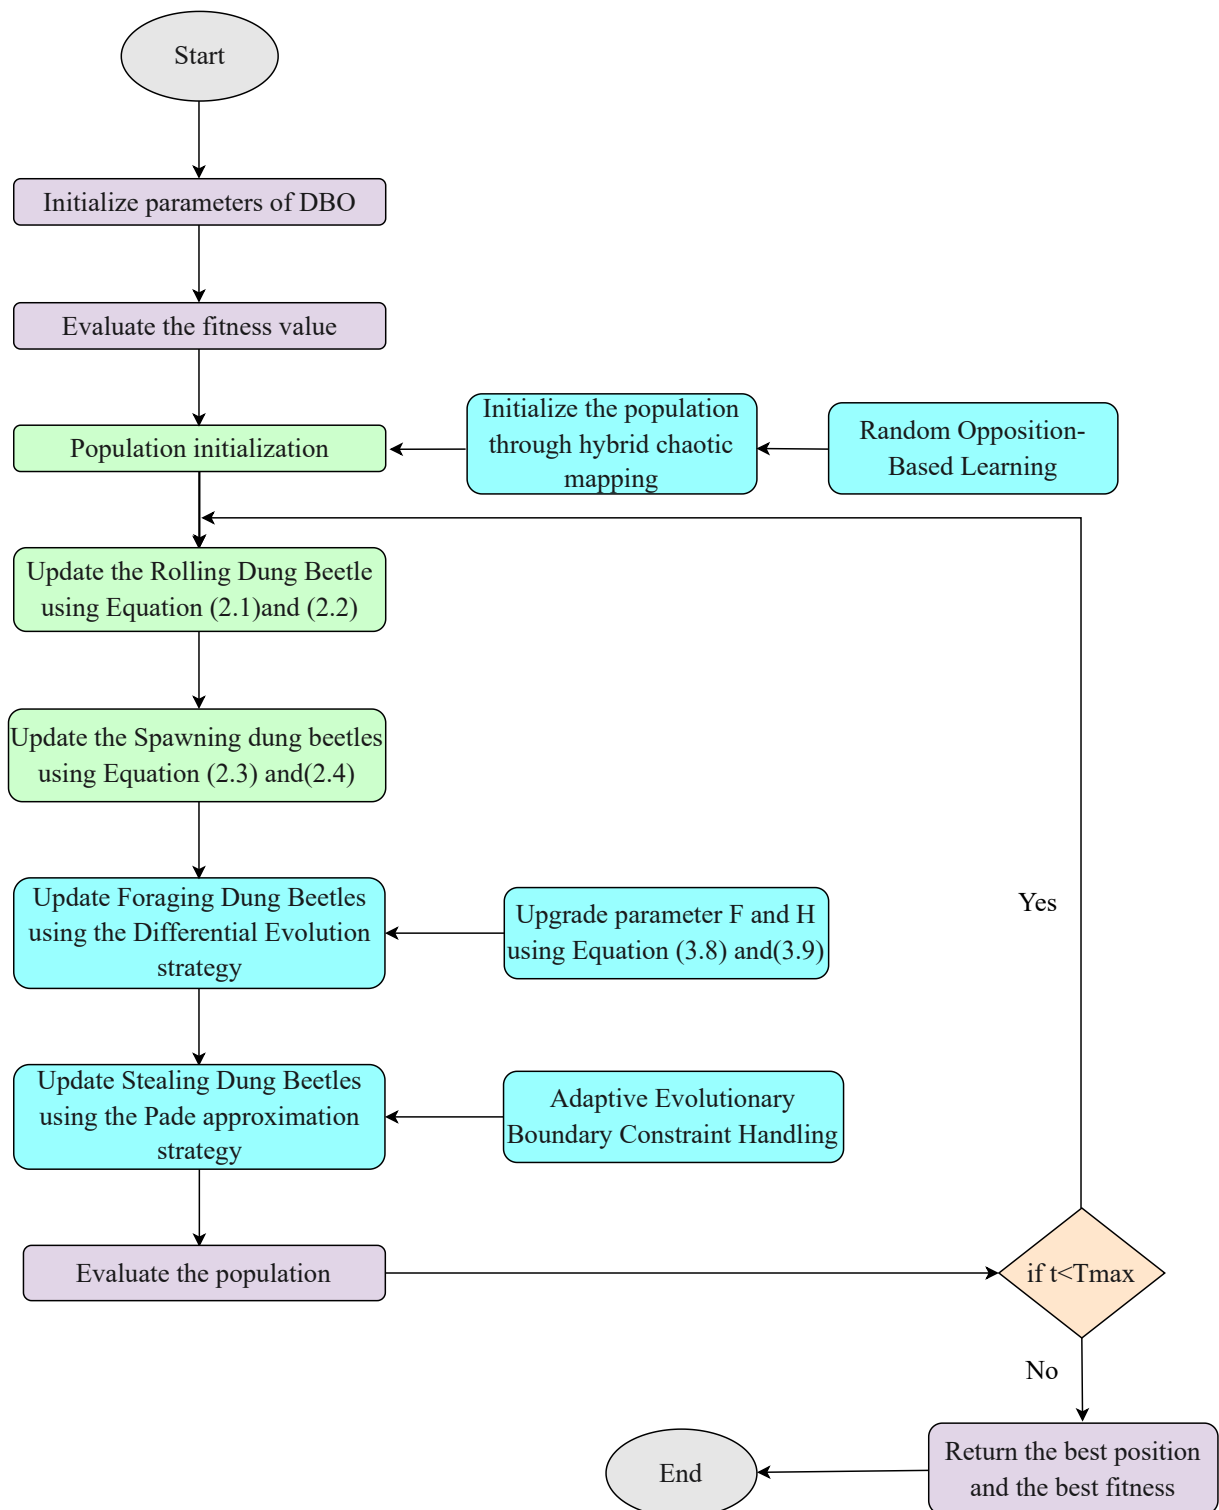 Start
Initialize parameters of DBO
Evaluate the fitness value
Population initialization
Initialize the population
through hybrid chaotic
mapping
Random Opposition-
Based Learning
Update the Rolling Dung Beetle
using Equation (2.1)and (2.2)
Update the Spawning dung beetles
using Equation (2.3) and(2.4)
Update Foraging Dung Beetles
using the Differential Evolution
strategy
Upgrade parameter F and H
using Equation (3.8) and(3.9)
Yes
Update Stealing Dung Beetles
using the Pade approximation
strategy
Adaptive Evolutionary
Boundary Constraint Handling
Evaluate the population
if t<Tmax
No
Return the best position
and the best fitness
End